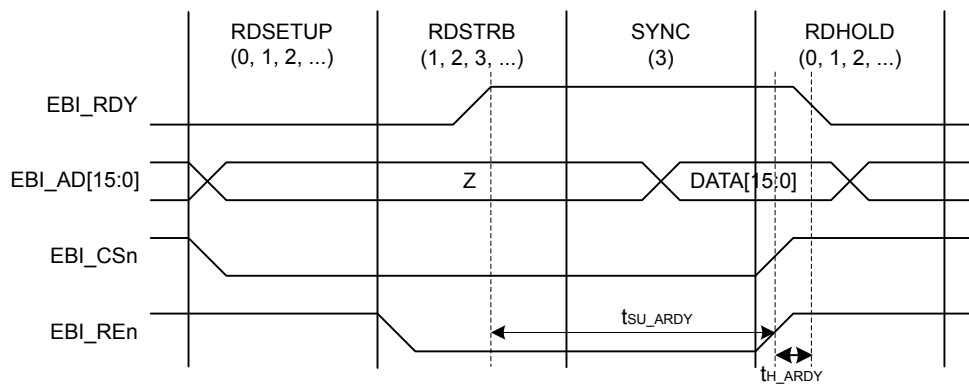 RDSETUP
(0, 1, 2, ...)
RDSTRB
(1, 2, 3, ...)
SYNC
(3)
RDHOLD
(0, 1, 2, ...)
EBI_RDY
EBI_AD[15:0]
Z
DATA[15:0]
EBI_CSn
EBI_REn
tSU_ARDY
tH_ARDY